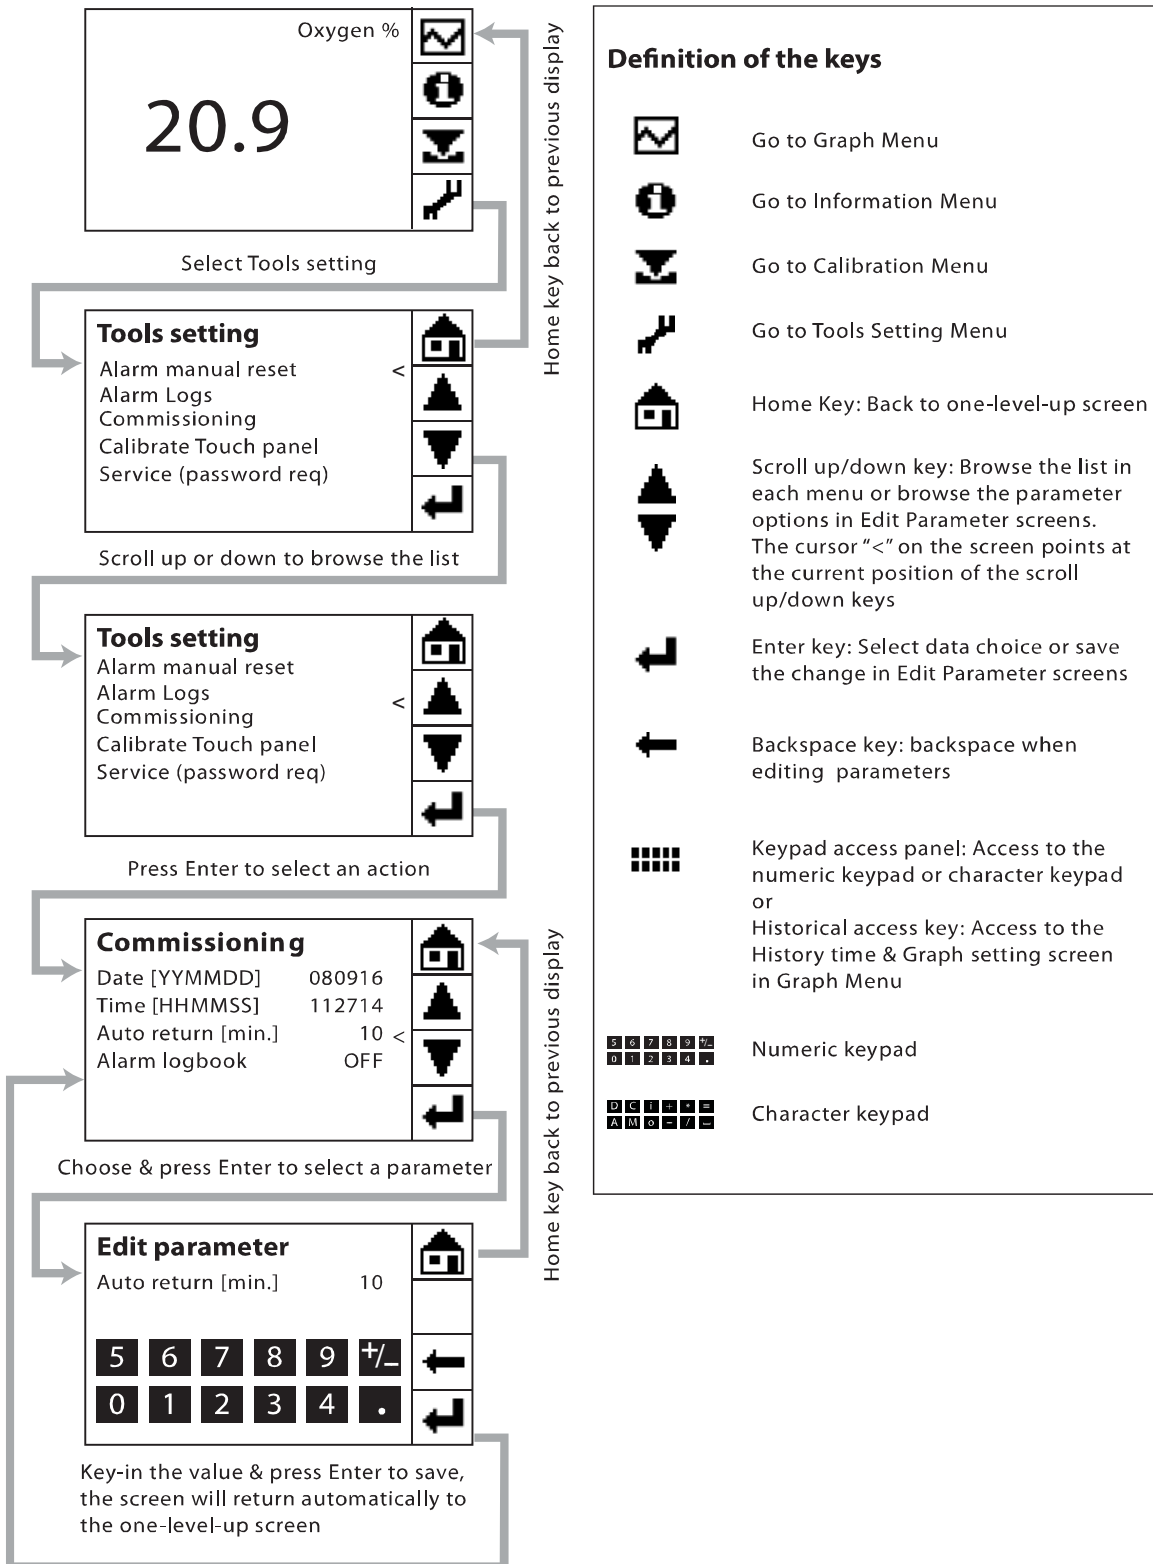 Oxygen %
20.9
Select Tools setting
Home key back to previous display
Tools setting
Alarm manual reset <
Alarm Logs
Commissioning
Calibrate Touch panel
Service (password req)
Scroll up or down to browse the list
Tools setting
Alarm manual reset
Alarm Logs
Commissioning <
Calibrate Touch panel
Service (password req)
Press Enter to select an action
Commissioning
Date [YYMMDD] 080916
Time [HHMMSS] 112714
Auto return [min.] 10 <
Alarm logbook OFF
Choose & press Enter to select a parameter
Home key back to previous display
Edit parameter
Auto return [min.] 10
5 6 7 8 9 +/_
0 1 2 3 4 .
Key-in the value & press Enter to save,
the screen will return automatically to
the one-level-up screen
Definition of the keys
Go to Graph Menu
Go to Information Menu
Go to Calibration Menu
Go to Tools Setting Menu
Home Key: Back to one-level-up screen
Scroll up/down key: Browse the list in
each menu or browse the parameter
options in Edit Parameter screens.
The cursor “<” on the screen points at
the current position of the scroll
up/down keys
Enter key: Select data choice or save
the change in Edit Parameter screens
Backspace key: backspace when
editing parameters
Keypad access panel: Access to the
numeric keypad or character keypad
or
Historical access key: Access to the
History time & Graph setting screen
in Graph Menu
5 6 7 8 9 +/_
0 1 2 3 4 .
Numeric keypad
D C i + * =
A M o – / ⎵
Character keypad